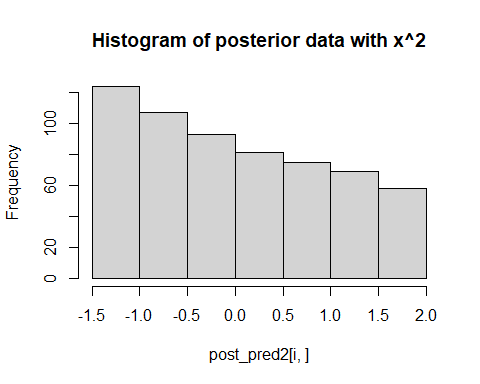 Histogram of posterior data with x^2
Frequency
100
60
20
0
-1.5 -1.0 -0.5 0.0 0.5 1.0 1.5 2.0
post_pred2[i, ]